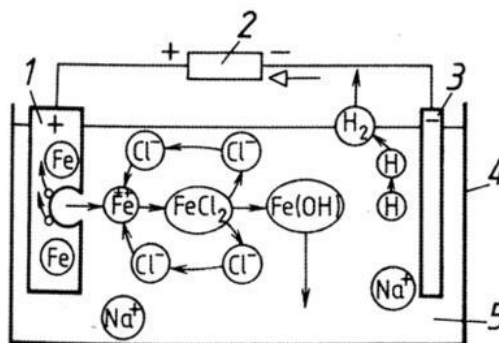 + 2 −
1 3
+ −
Fe H₂
Cl⁻ Cl⁻ H
4
Fe⁺⁺ FeCl₂ Fe(OH) H
Fe Cl⁻ Cl⁻
Na⁺ Na⁺ 5